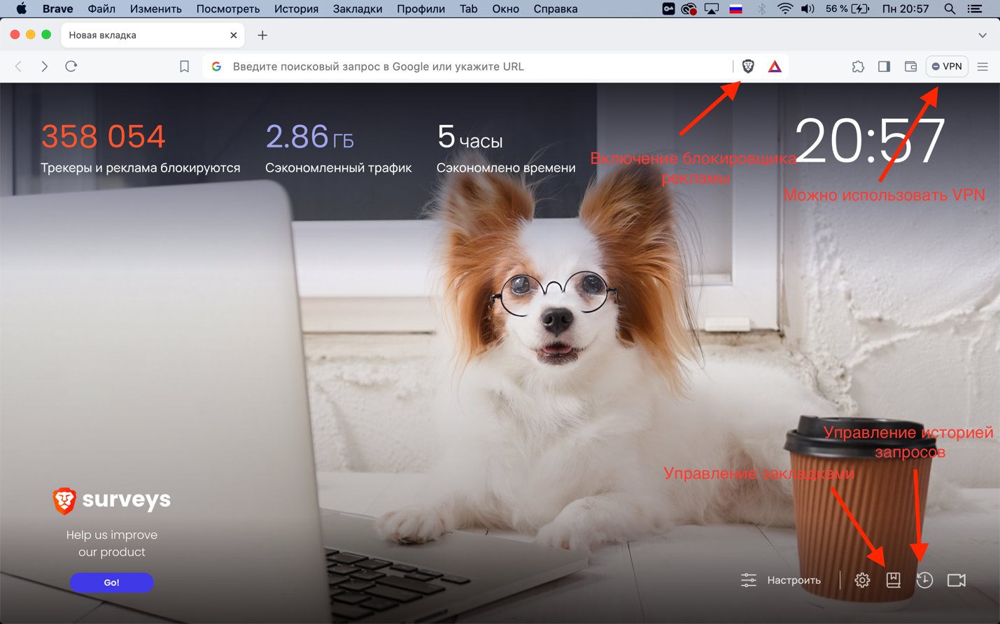 Brave Файл Изменить Посмотреть История Закладки Профили Tab Окно Справка 56 % Пн 20:57
Новая вкладка
Введите поисковый запрос в Google или укажите URL
VPN
358 054
Трекеры и реклама блокируются
2.86 ГБ
Сэкономленный трафик
5 часы
Сэкономлено времени
20:57
Включение блокировщика
рекламы
Можно использовать VPN
Управление историей
запросов
Управление закладками
surveys
Help us improve
our product
Go!
Настроить